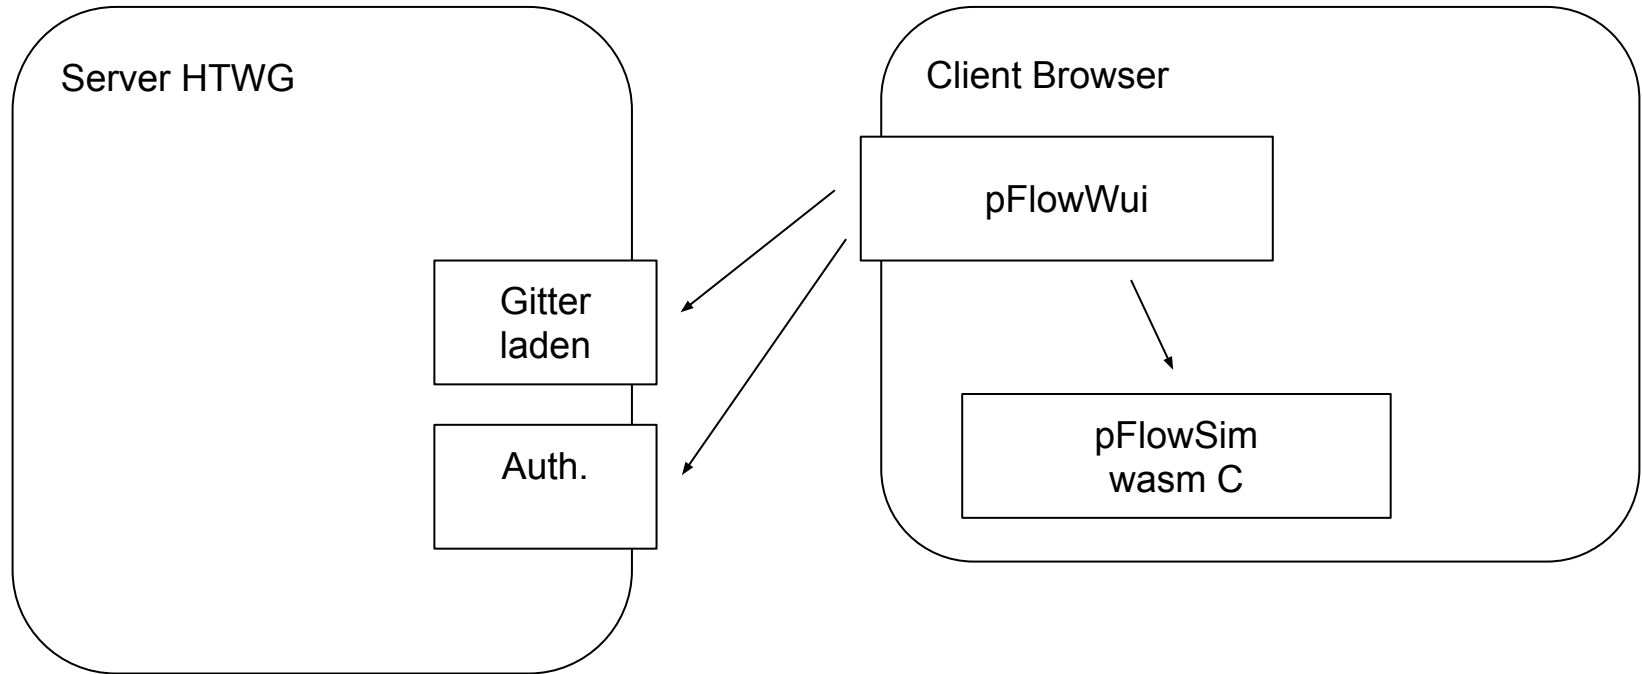 Server HTWG
Gitter
laden
Auth.
Client Browser
pFlowWui
pFlowSim
wasm C